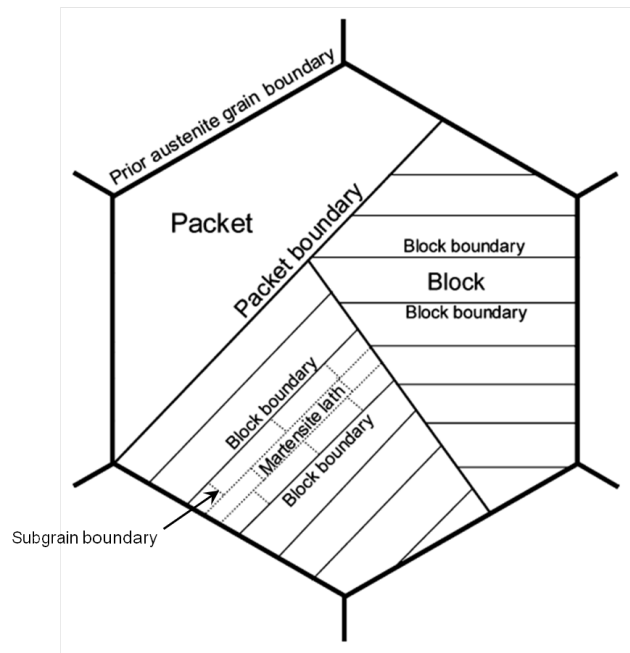 Prior austenite grain boundary
Packet
Packet boundary
Block boundary
Block
Block boundary
Block boundary
Martensite lath
Block boundary
Subgrain boundary